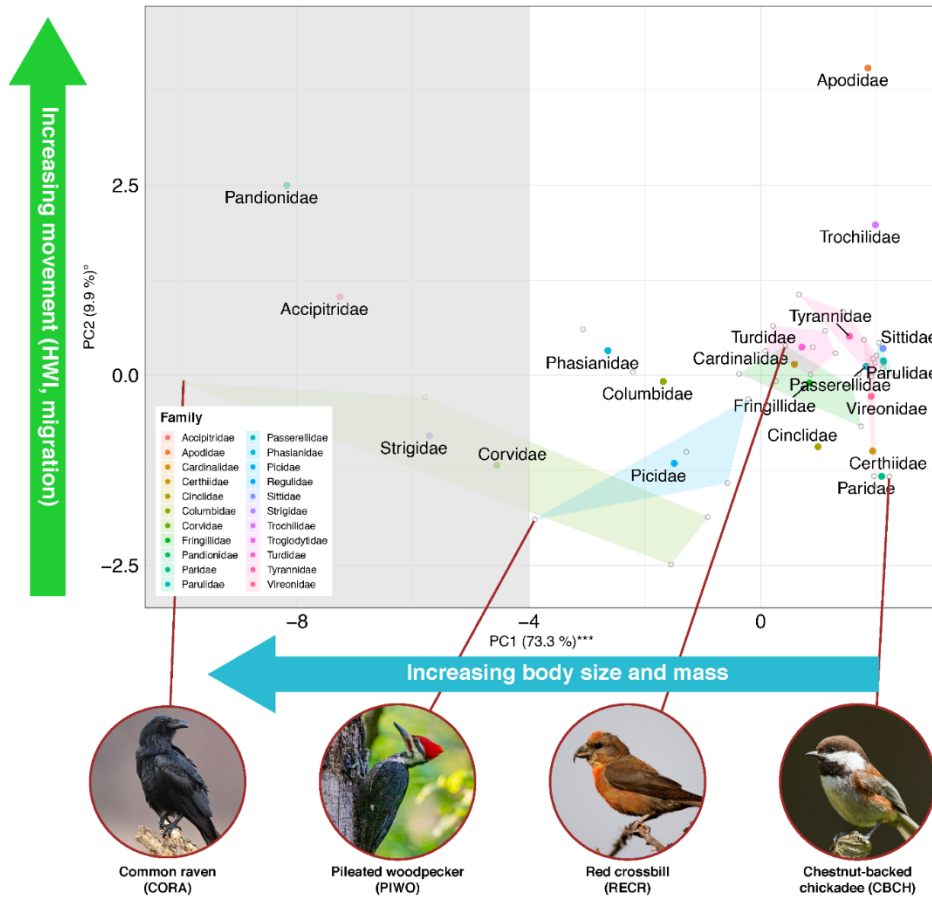 Increasing movement (HWI, migration)
PC2 (9.9 %)°
2.5
0.0
−2.5
Apodidae
Pandionidae
Trochilidae
Accipitridae
Tyrannidae
Turdidae
Sittidae
Phasianidae
Cardinalidae
Parulidae
Columbidae
Passerellidae
Fringillidae
Vireonidae
Cinclidae
Strigidae
Corvidae
Picidae
Certhiidae
Paridae
Family
Accipitridae
Apodidae
Cardinalidae
Certhiidae
Cinclidae
Columbidae
Corvidae
Fringillidae
Pandionidae
Paridae
Parulidae
Passerellidae
Phasianidae
Picidae
Regulidae
Sittidae
Strigidae
Trochilidae
Troglodytidae
Turdidae
Tyrannidae
Vireonidae
−8
−4
0
PC1 (73.3 %)***
Increasing body size and mass
Common raven
(CORA)
Pileated woodpecker
(PIWO)
Red crossbill
(RECR)
Chestnut-backed
chickadee (CBCH)